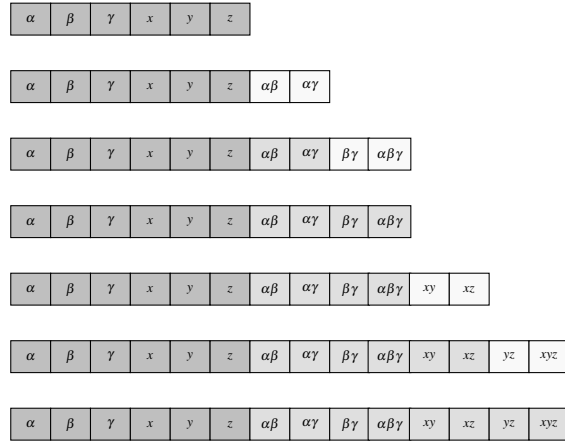 α β γ x y z
α β γ x y z αβ αγ
α β γ x y z αβ αγ βγ αβγ
α β γ x y z αβ αγ βγ αβγ
α β γ x y z αβ αγ βγ αβγ xy xz
α β γ x y z αβ αγ βγ αβγ xy xz yz xyz
α β γ x y z αβ αγ βγ αβγ xy xz yz xyz